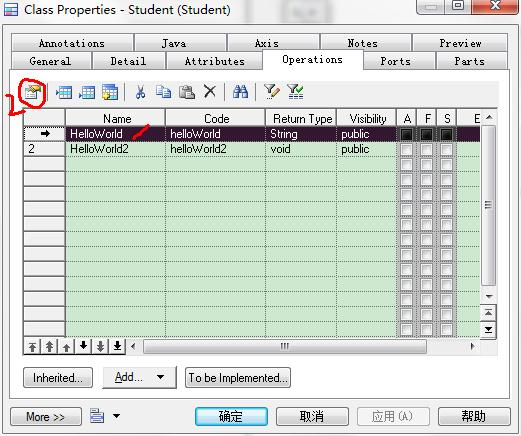 Class Properties - Student (Student)
Annotations Java Axis Notes Preview
General Detail Attributes Operations Ports Parts
2
Name Code Return Type Visibility A F S E
HelloWorld helloWorld String public
2 HelloWorld2 helloWorld2 void public
Inherited... Add... To be Implemented...
More >> 确定 取消 应用(A) 帮助